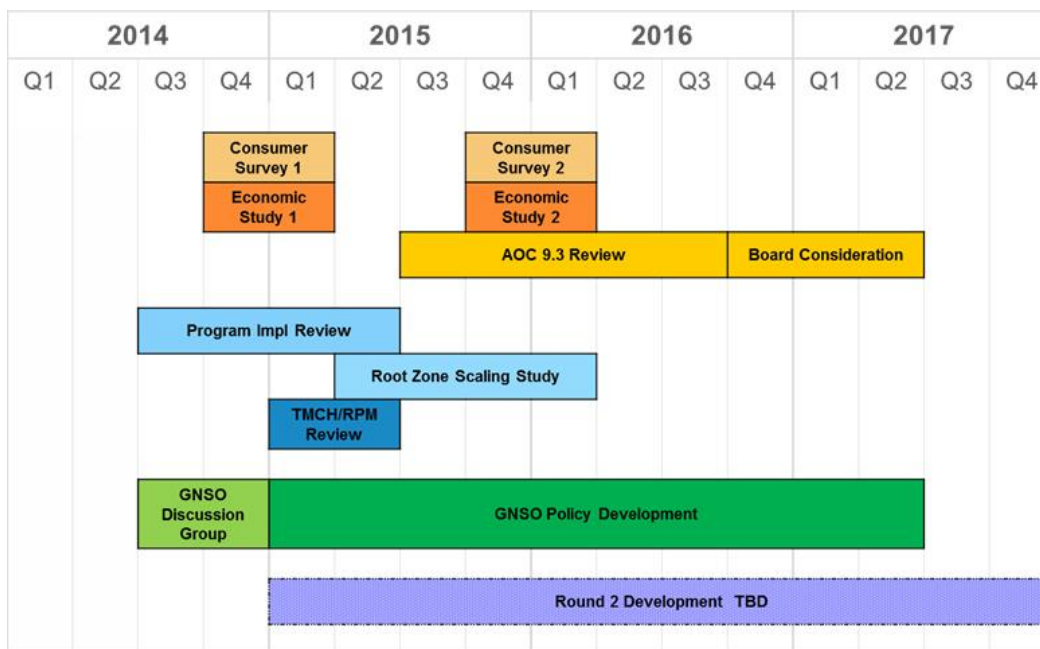 2014 2015 2016 2017
Q1 Q2 Q3 Q4 Q1 Q2 Q3 Q4 Q1 Q2 Q3 Q4 Q1 Q2 Q3 Q4
Consumer
Survey 1
Consumer
Survey 2
Economic
Study 1
Economic
Study 2
AOC 9.3 Review
Board Consideration
Program Impl Review
Root Zone Scaling Study
TMCH/RPM
Review
GNSO
Discussion
Group
GNSO Policy Development
Round 2 Development TBD